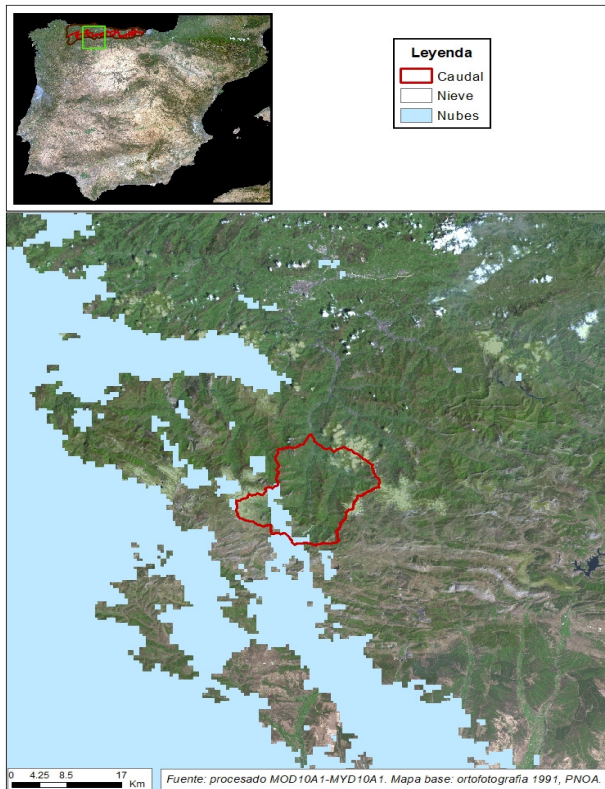 Leyenda
Caudal
Nieve
Nubes
0 4.25 8.5 17
Km
Fuente: procesado MOD10A1-MYD10A1. Mapa base: ortofotografia 1991, PNOA.